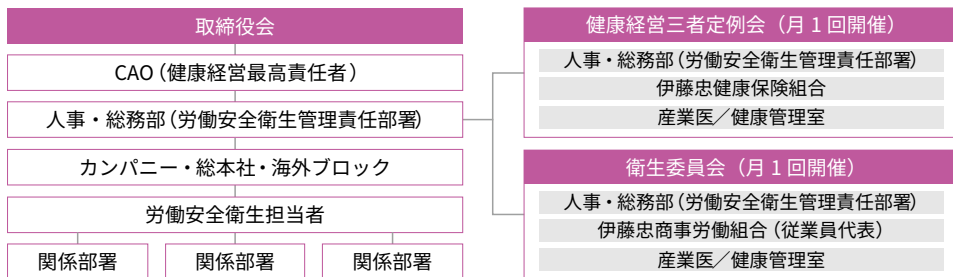 取締役会
CAO(健康経営最高責任者)
人事・総務部(労働安全衛生管理責任部署)
カンパニー・総本社・海外ブロック
労働安全衛生担当者
関係部署
関係部署
関係部署
健康経営三者定例会(月1回開催)
人事・総務部(労働安全衛生管理責任部署)
伊藤忠健康保険組合
産業医/健康管理室
衛生委員会(月1回開催)
人事・総務部(労働安全衛生管理責任部署)
伊藤忠商事労働組合(従業員代表)
産業医/健康管理室